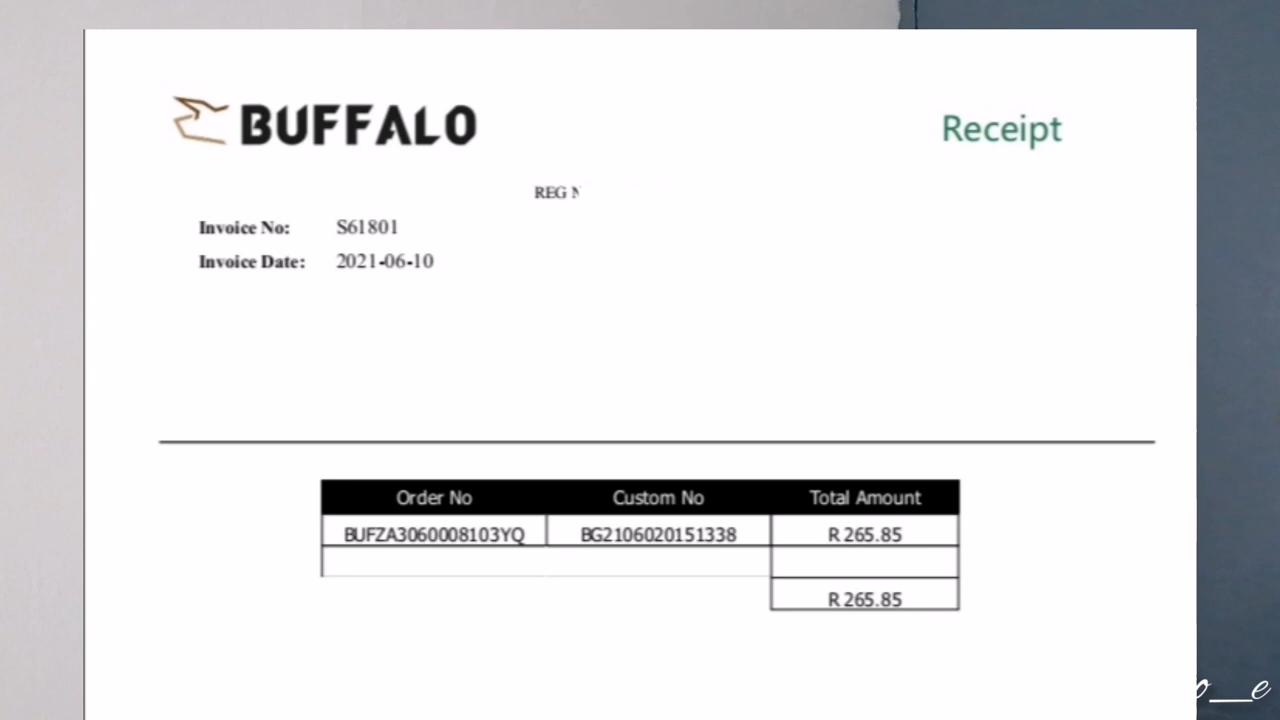 BUFFALO
Receipt
REG N
Invoice No: S61801
Invoice Date: 2021-06-10
Order No Custom No Total Amount
BUFZA3060008103YQ BG2106020151338 R 265.85
R 265.85